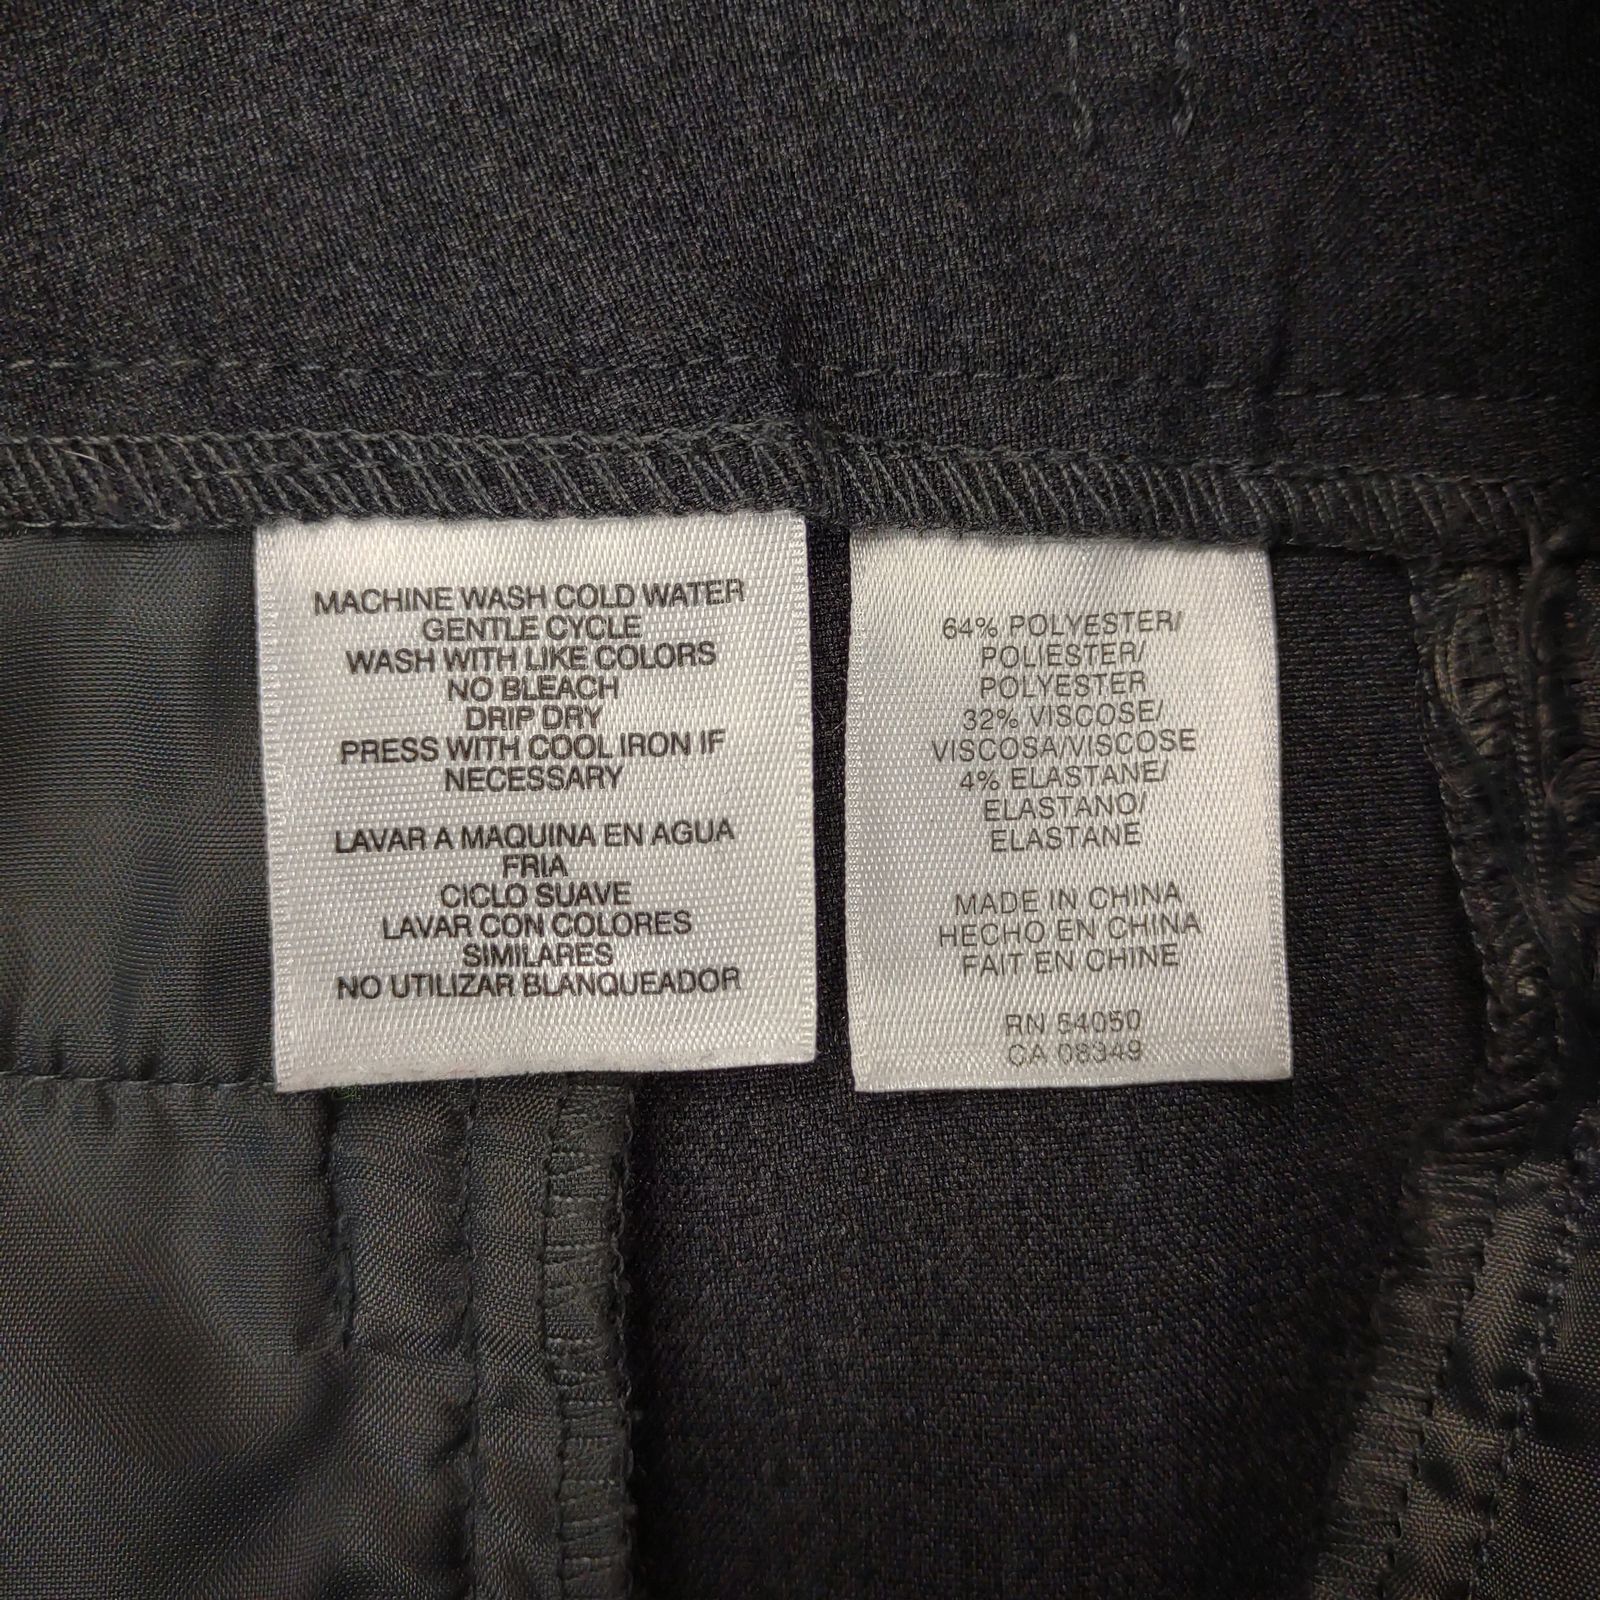 MACHINE WASH COLD WATER
GENTLE CYCLE
WASH WITH LIKE COLORS
NO BLEACH
DRIP DRY
PRESS WITH COOL IRON IF
NECESSARY
LAVAR A MAQUINA EN AGUA
FRIA
CICLO SUAVE
LAVAR CON COLORES
SIMILARES
NO UTILIZAR BLANQUEADOR
64% POLYESTER/
POLIESTER/
POLYESTER
32% VISCOSE/
VISCOSA/VISCOSE
4% ELASTANE/
ELASTANO/
ELASTANE
MADE IN CHINA
HECHO EN CHINA
FAIT EN CHINE
RN 54050
CA 08349